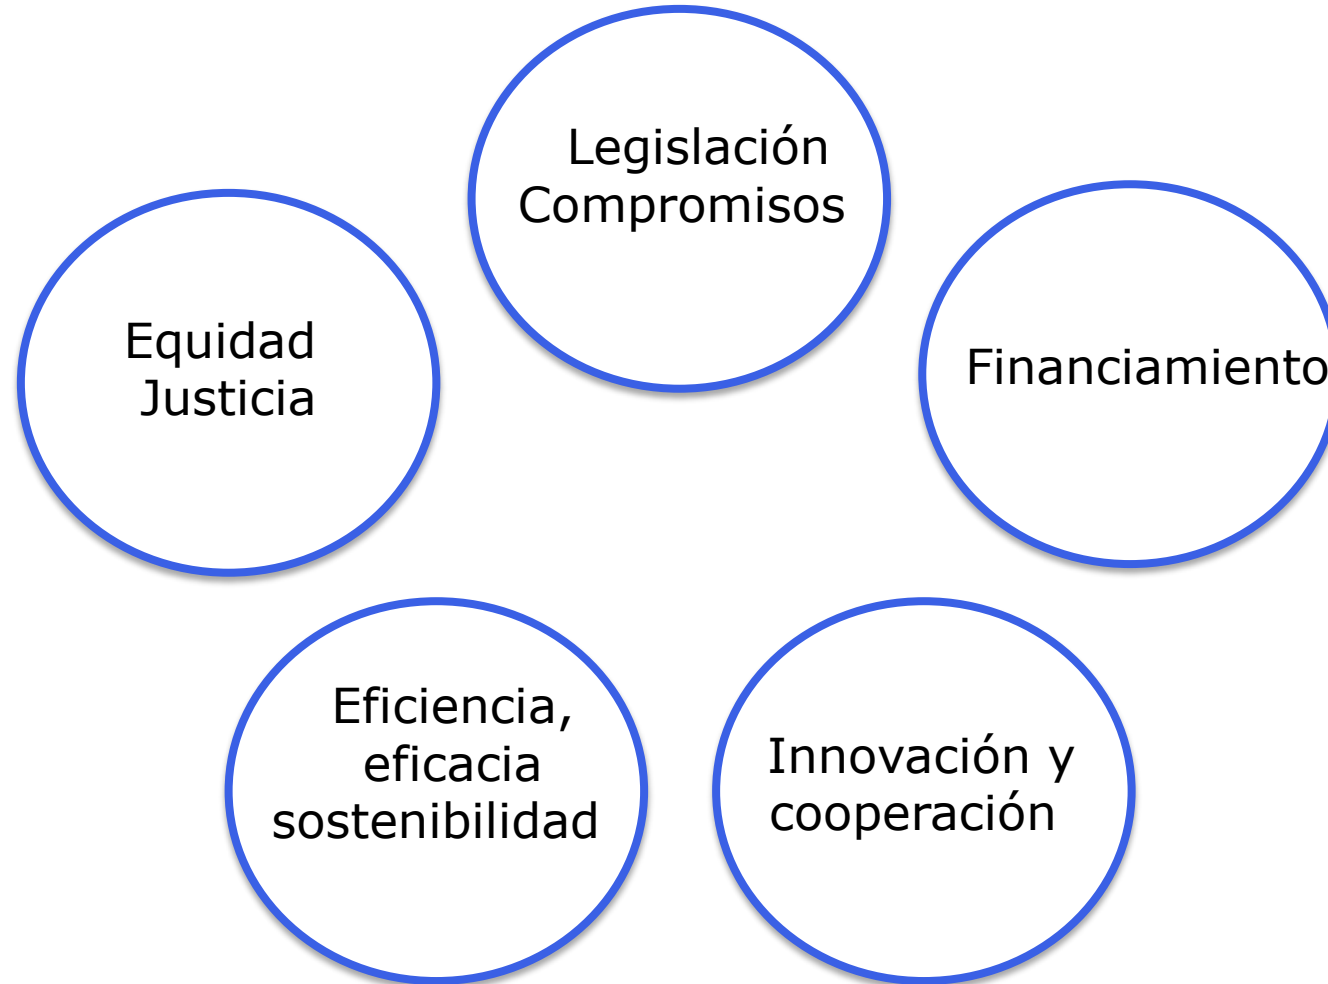 Legislación
Compromisos
Equidad
Justicia
Financiamiento
Eficiencia,
eficacia
sostenibilidad
Innovación y
cooperación